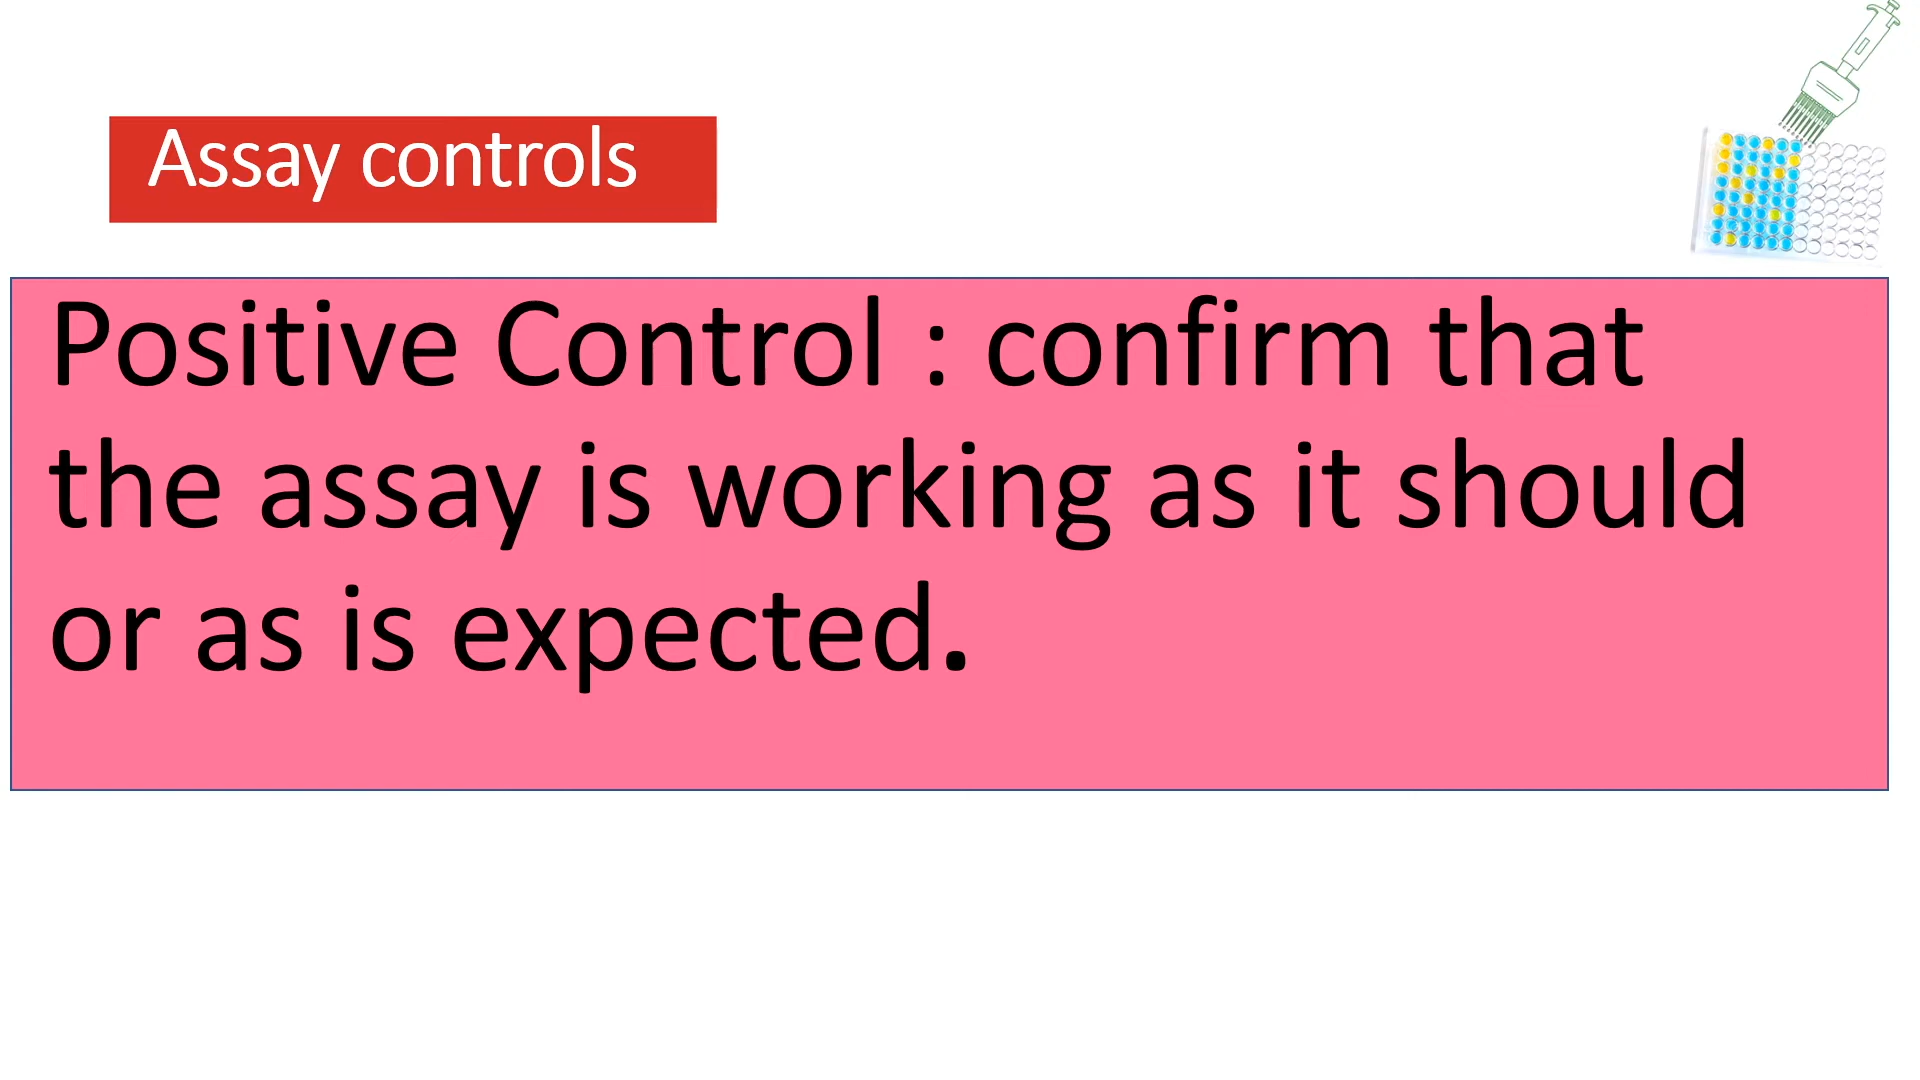 Assay controls
Positive Control : confirm that
the assay is working as it should
or as is expected.